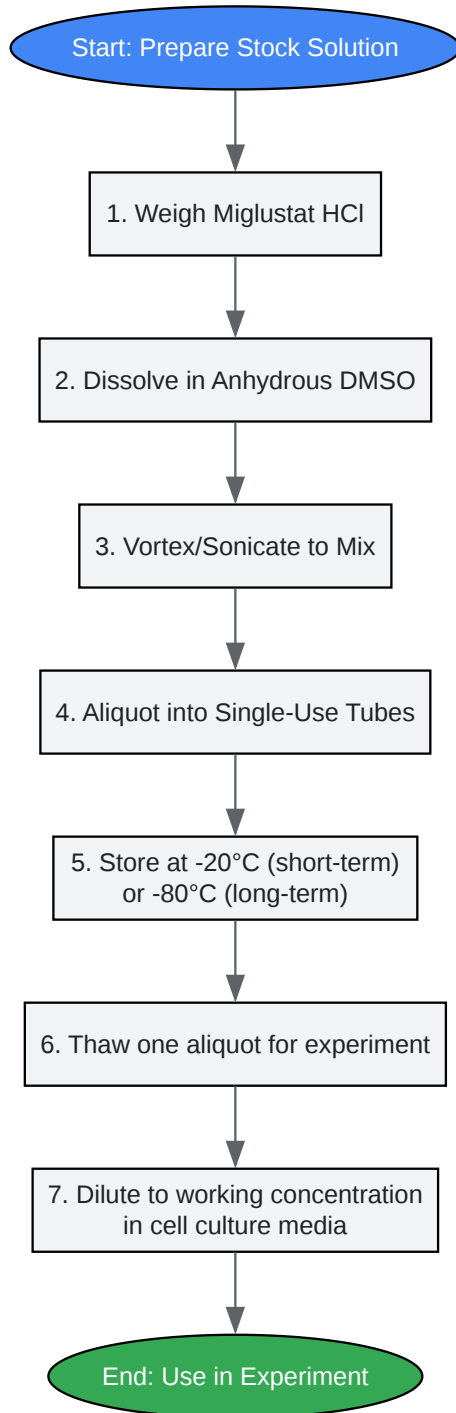 Start: Prepare Stock Solution
1. Weigh Miglustat HCl
2. Dissolve in Anhydrous DMSO
3. Vortex/Sonicate to Mix
4. Aliquot into Single-Use Tubes
5. Store at -20°C (short-term)
or -80°C (long-term)
6. Thaw one aliquot for experiment
7. Dilute to working concentration
in cell culture media
End: Use in Experiment